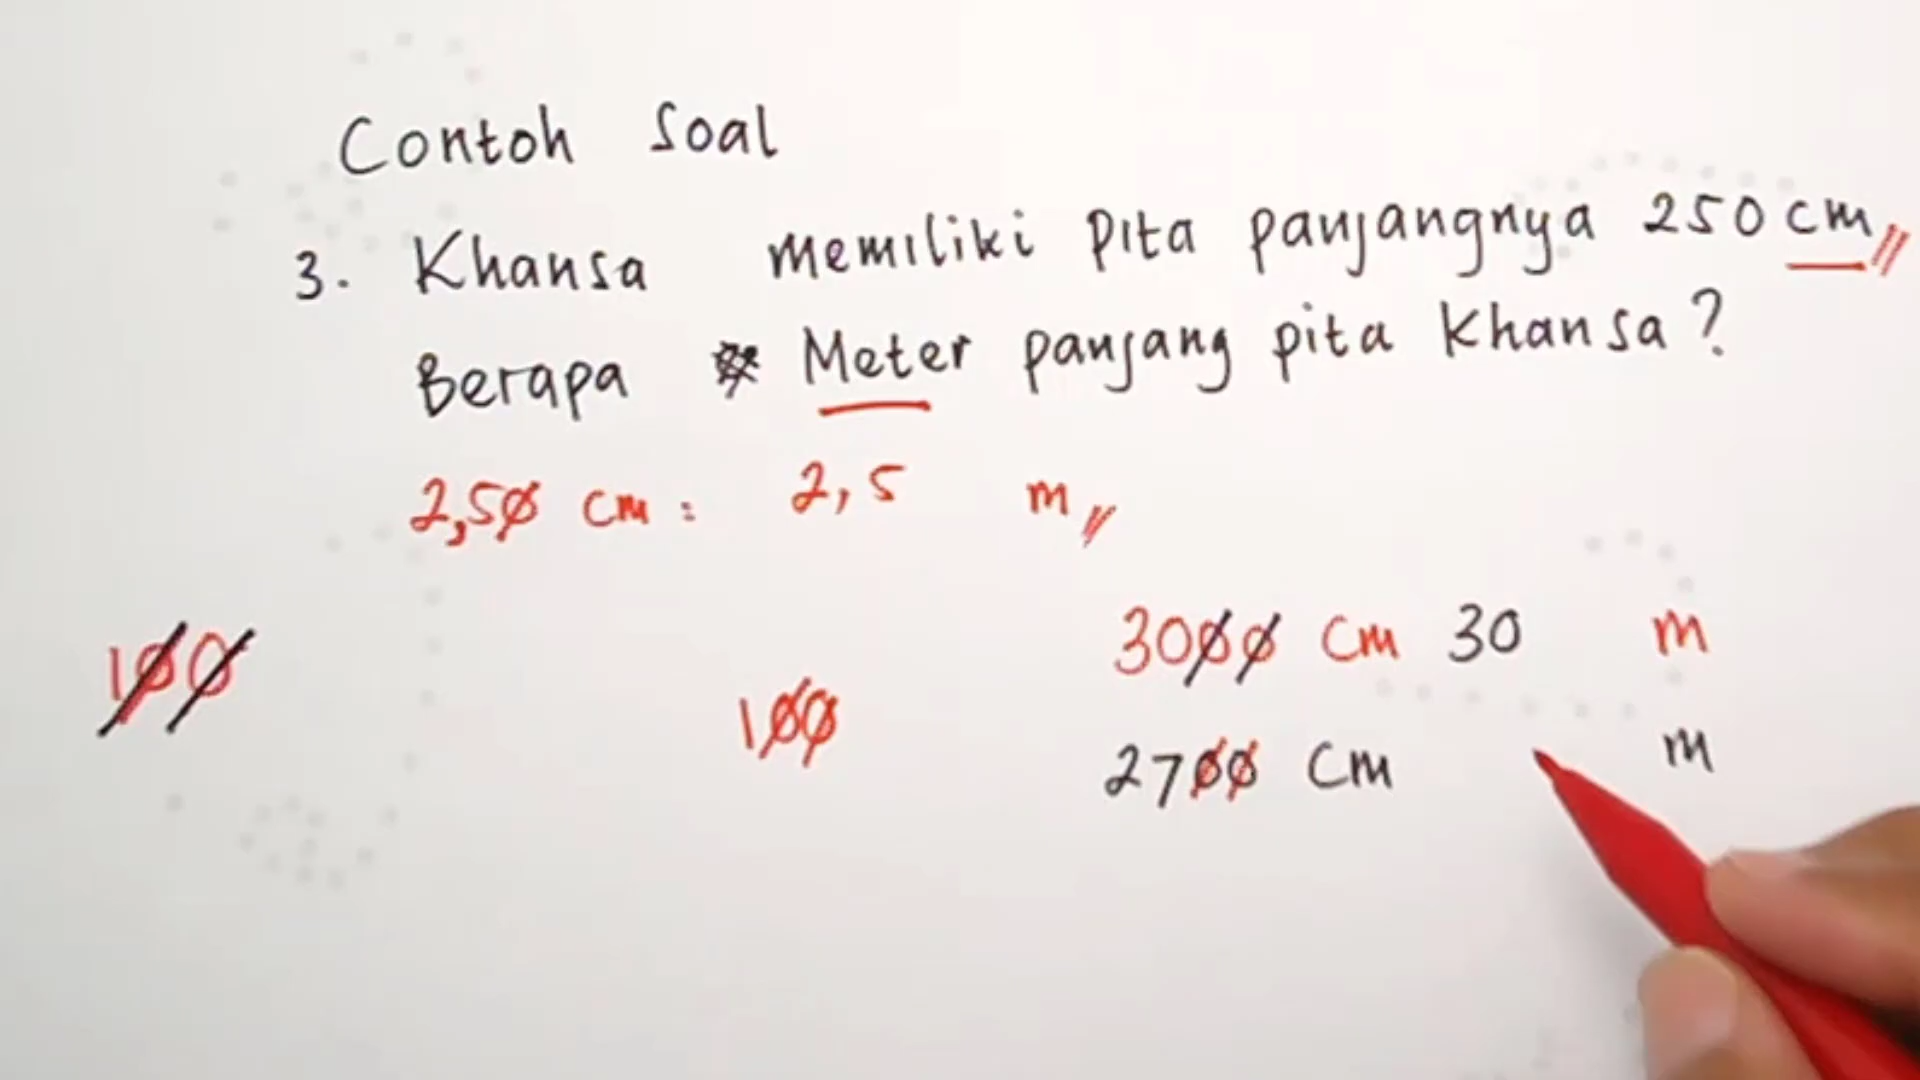 Contoh Soal
3. Khansa memiliki pita panjangnya 250 cm
Berapa Meter panjang pita Khansa?
2,50 cm = 2,5 m
100
100
3000 cm 30 m
2700 cm m